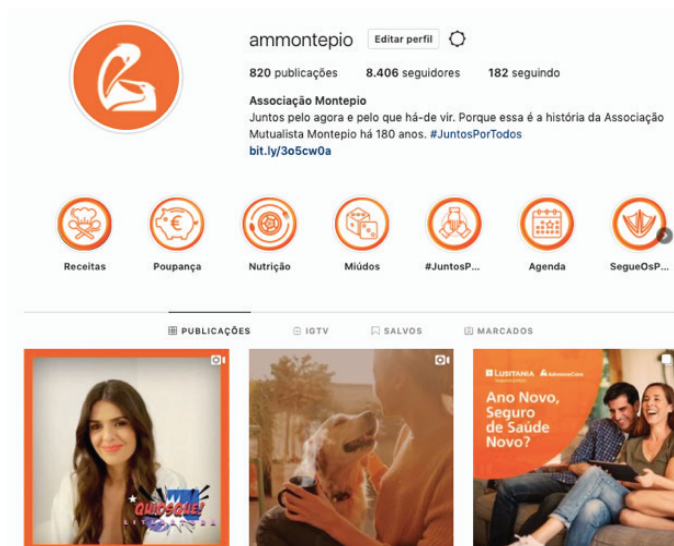 ammontepio Editar perfil
820 publicações 8.406 seguidores 182 seguindo
Associação Montepio
Juntos pelo agora e pelo que há-de vir. Porque essa é a história da Associação
Mutualista Montepio há 180 anos. #JuntosPorTodos
bit.ly/3o5cw0a
Receitas Poupança Nutrição Miúdos #JuntosP... Agenda SegueOsP...
PUBLICAÇÕES IGTV SALVOS MARCADOS
QUIOSQUE!
LITERATURA
LUSITANIA AdvanceCare
Ano Novo,
Seguro
de Saúde
Novo?